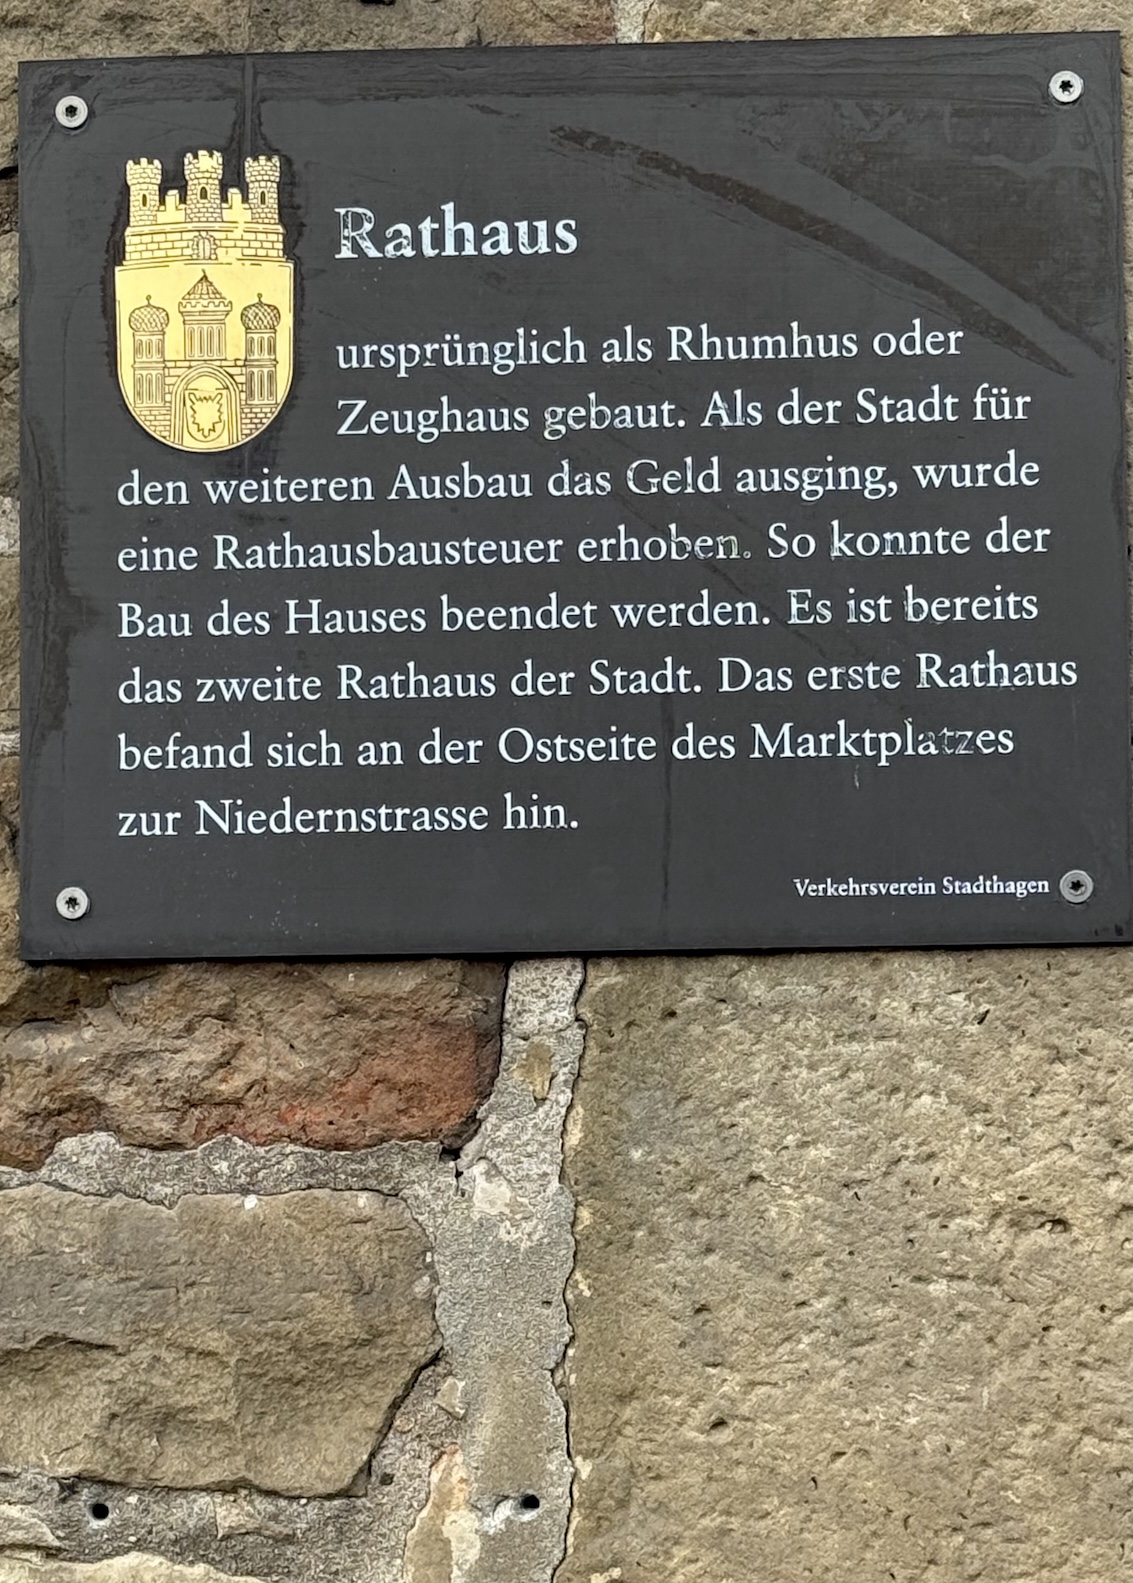 Rathaus
ursprünglich als Rhumhus oder
Zeughaus gebaut. Als der Stadt für
den weiteren Ausbau das Geld ausging, wurde
eine Rathausbausteuer erhoben. So konnte der
Bau des Hauses beendet werden. Es ist bereits
das zweite Rathaus der Stadt. Das erste Rathaus
befand sich an der Ostseite des Marktplatzes
zur Niedernstrasse hin.
Verkehrsverein Stadthagen